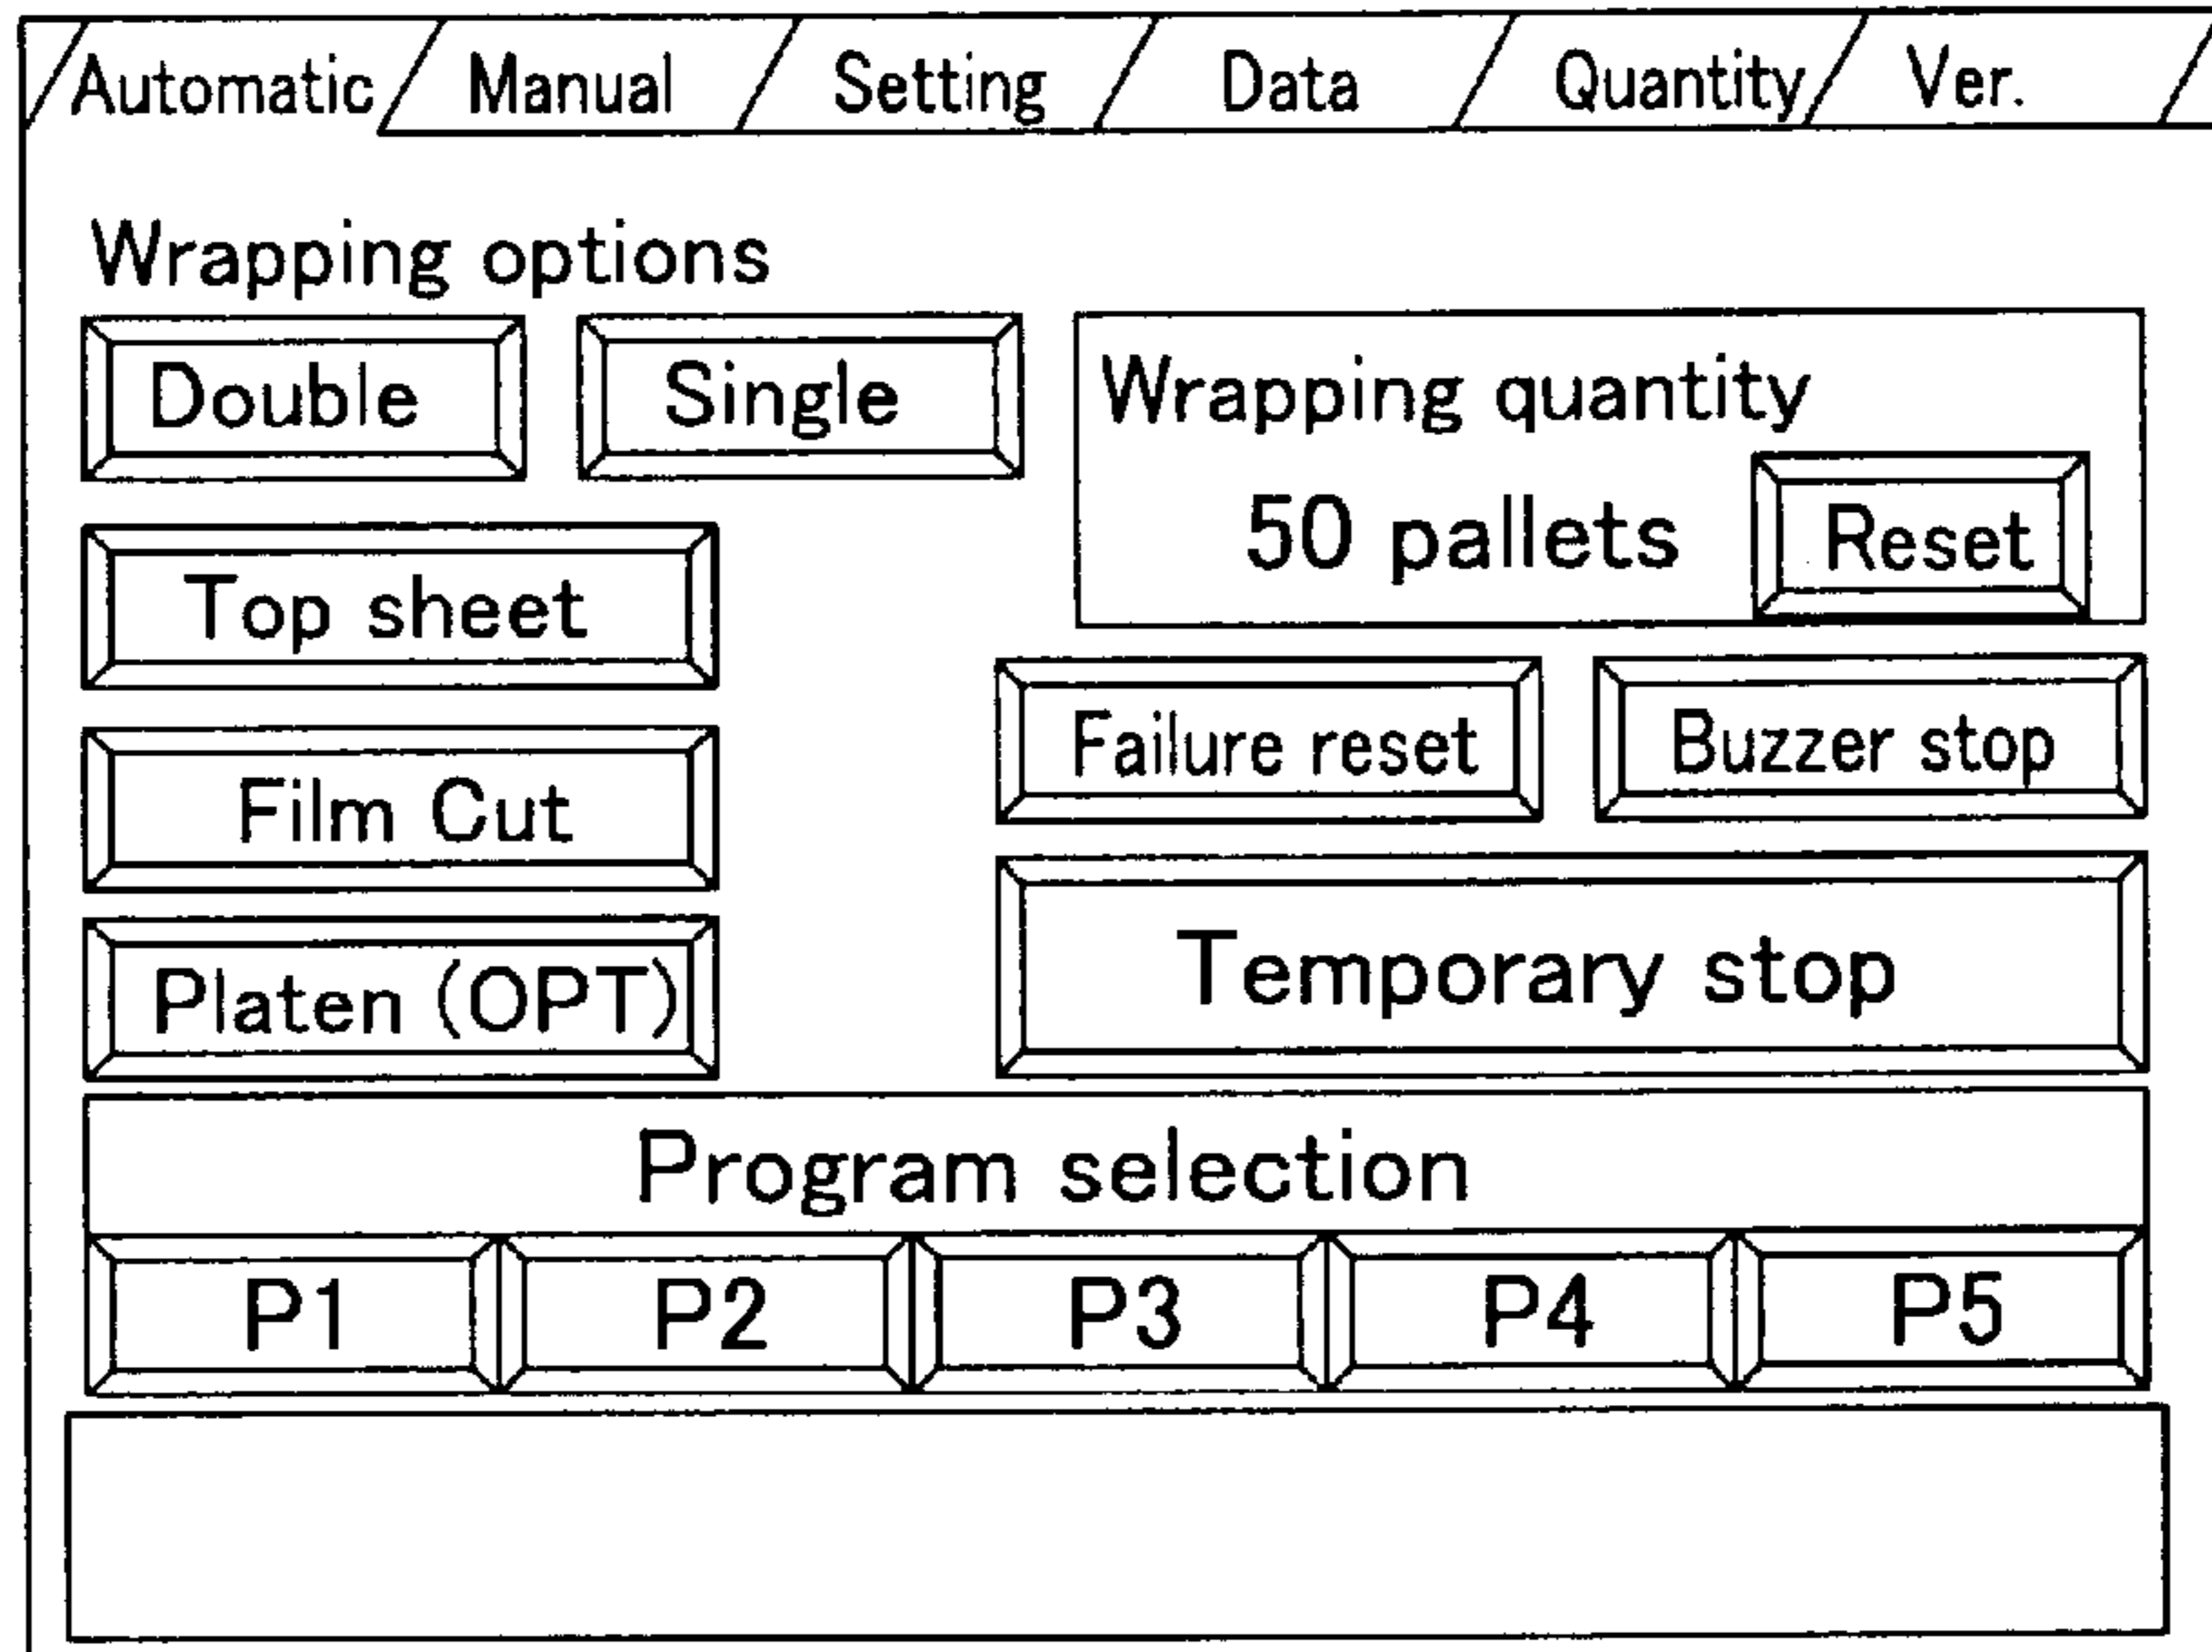 Automatic Manual Setting Data Quantity Ver.
Wrapping options
Double Single
Wrapping quantity
50 pallets Reset
Top sheet
Failure reset Buzzer stop
Film Cut
Temporary stop
Platen (OPT)
Program selection
P1 P2 P3 P4 P5